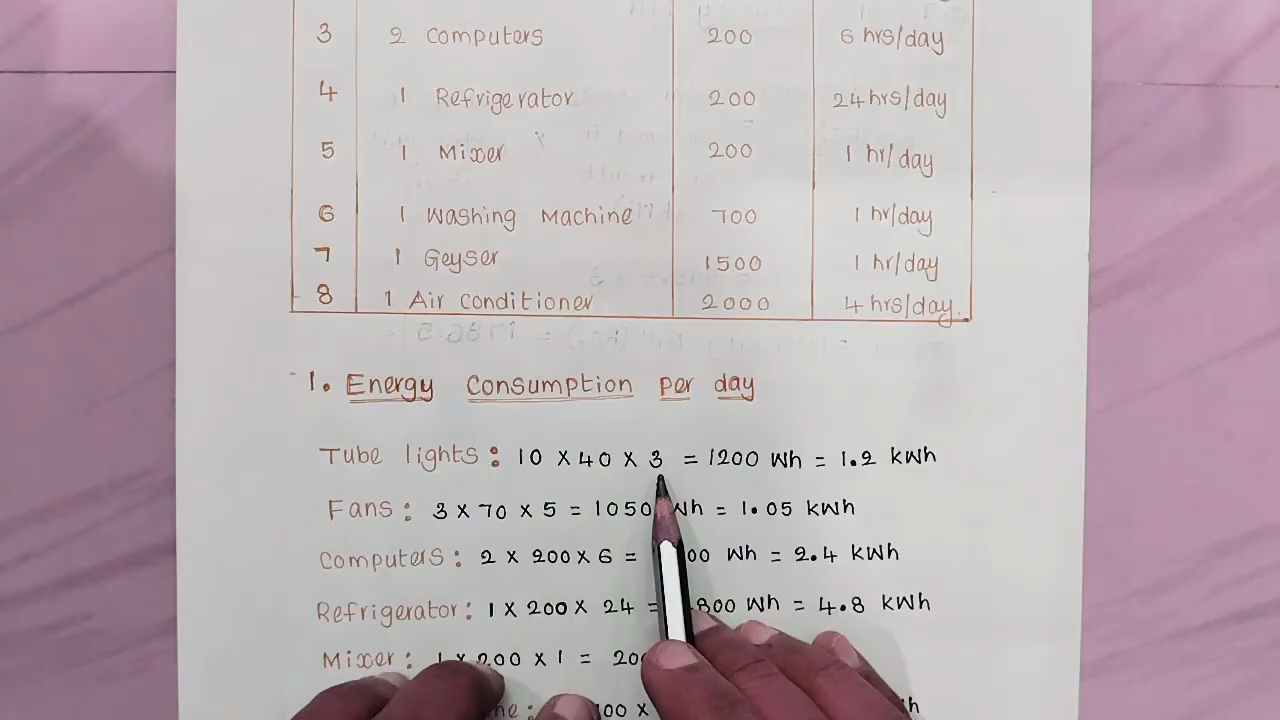 3 2 computers 200 6 hrs/day
4 1 Refrigerator 200 24 hrs/day
5 1 Mixer 200 1 hr/day
6 1 Washing Machine 700 1 hr/day
7 1 Geyser 1500 1 hr/day
8 1 Air conditioner 2000 4 hrs/day.
1. Energy Consumption per day
Tube lights: 10 X 40 X 3 = 1200 Wh = 1.2 kWh
Fans: 3 X 70 X 5 = 1050 Wh = 1.05 kWh
Computers: 2 X 200 X 6 = 00 Wh = 2.4 kWh
Refrigerator: 1 X 200 X 24 = 800 Wh = 4.8 kWh
Mixer: 1 X 200 X 1 = 20